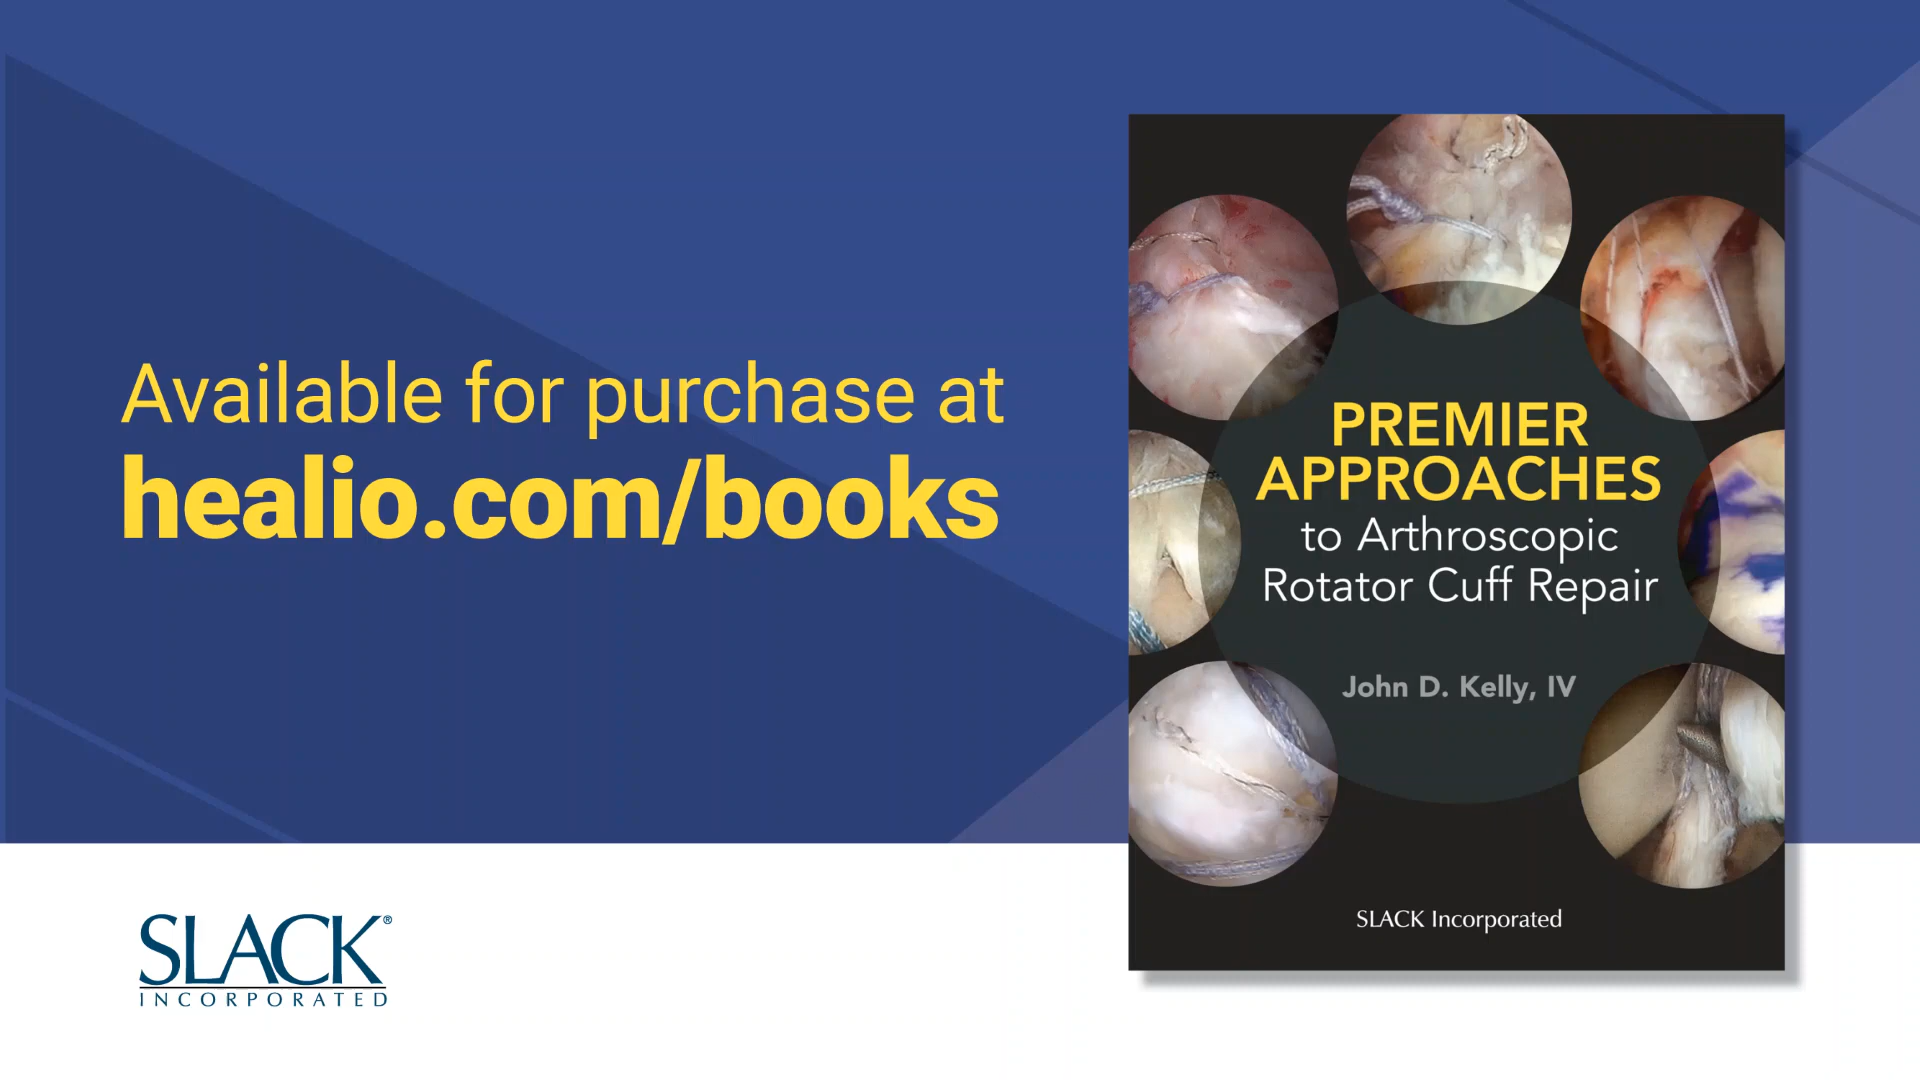 Available for purchase at
healio.com/books
PREMIER
APPROACHES
to Arthroscopic
Rotator Cuff Repair
John D. Kelly, IV
SLACK Incorporated
SLACK®
INCORPORATED